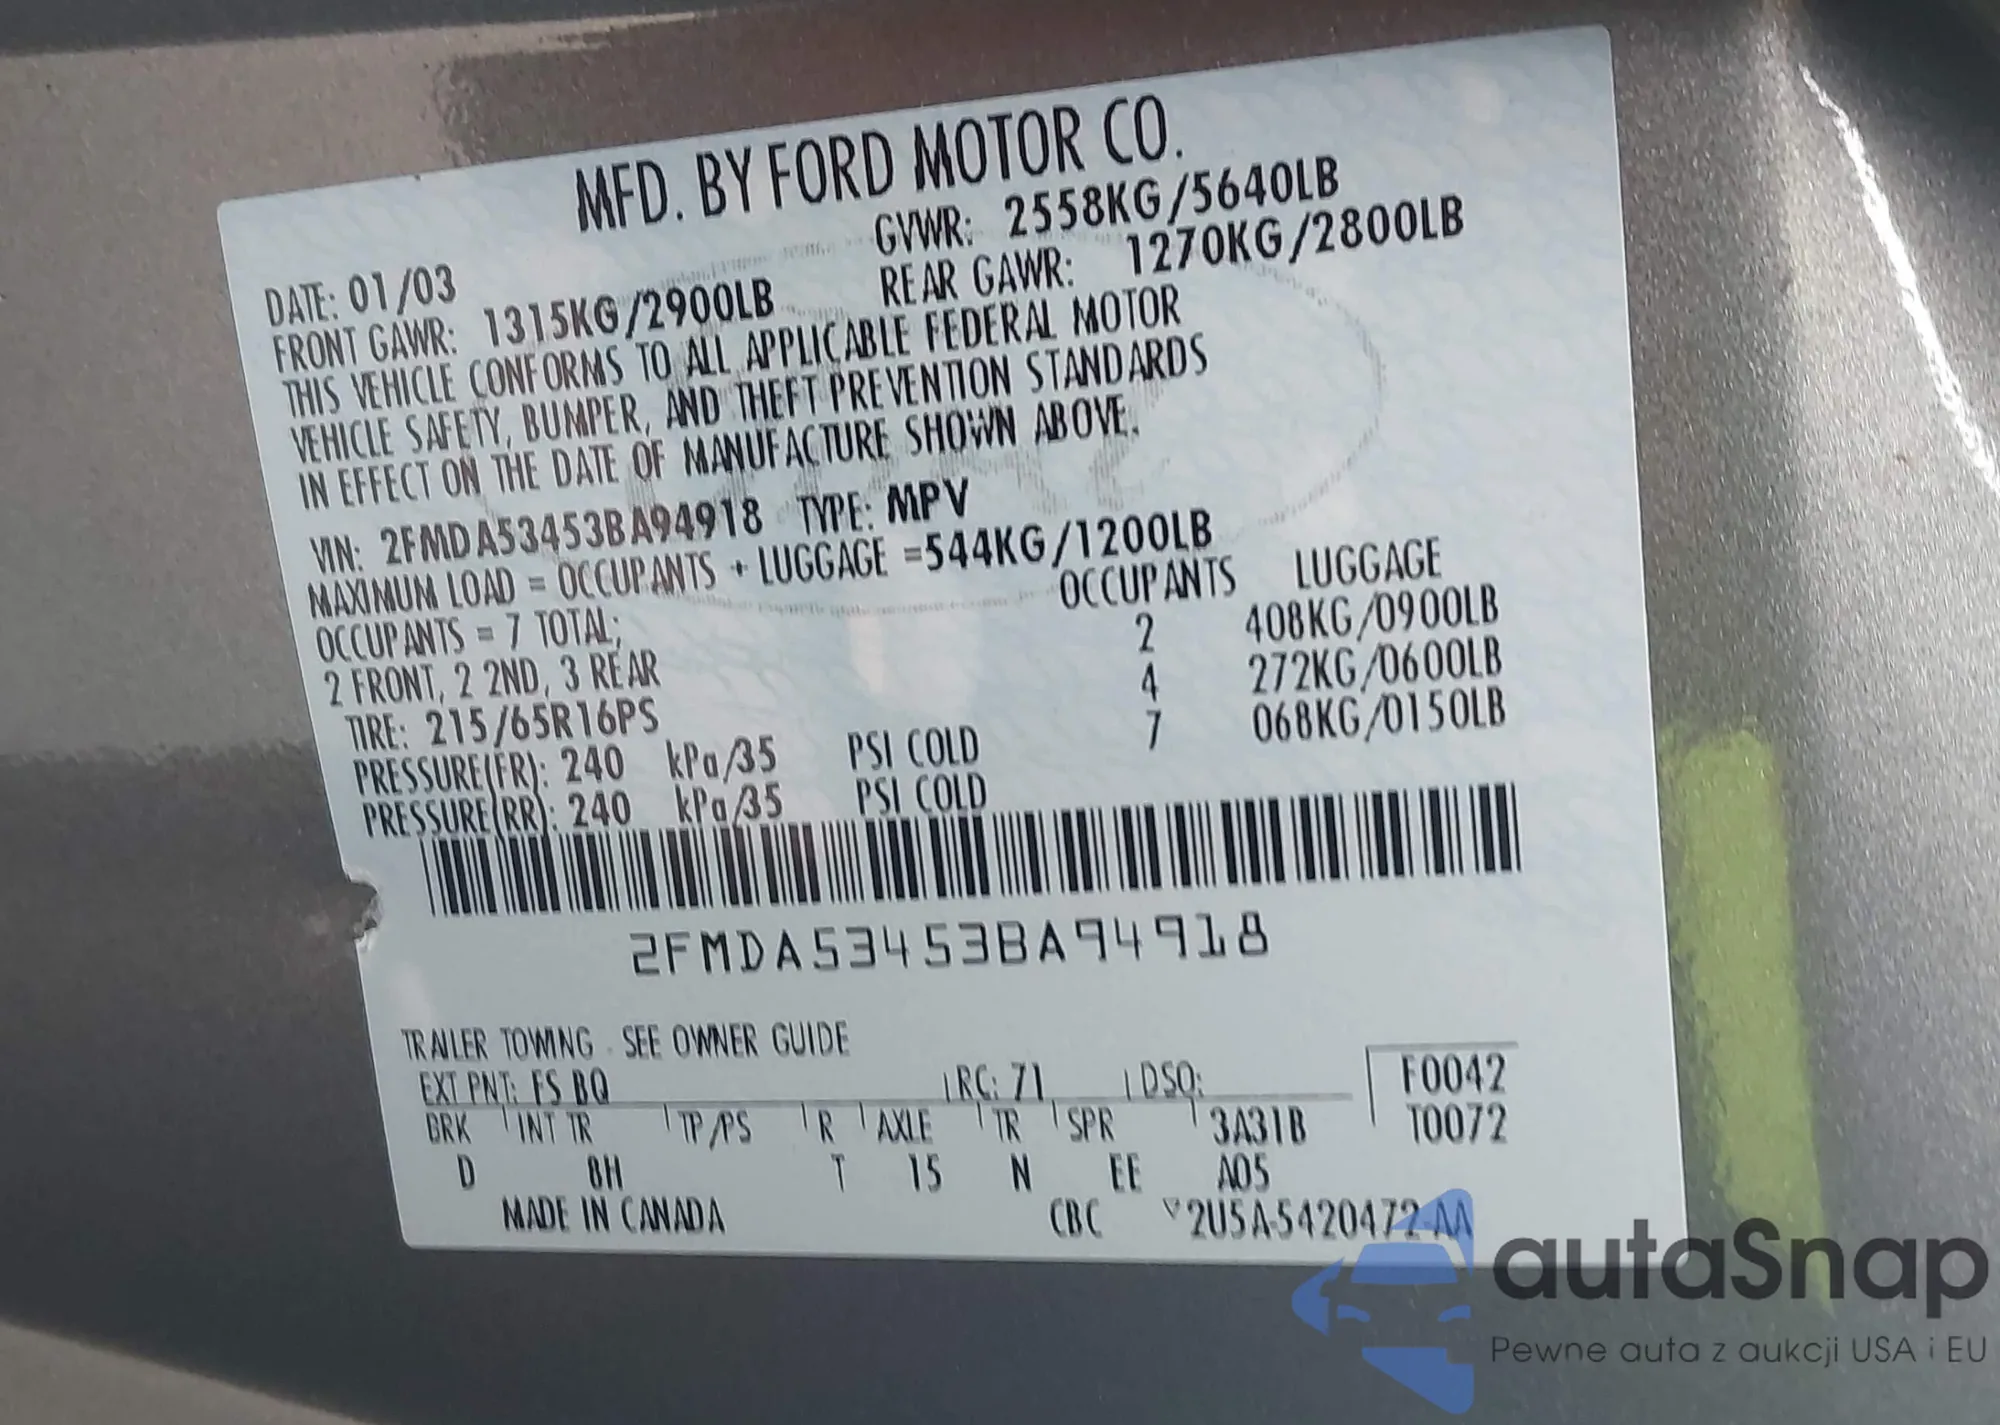 MFD. BY FORD MOTOR CO.
DATE: 01/03 GVWR: 2558KG/5640LB
FRONT GAWR: 1315KG/2900LB REAR GAWR: 1270KG/2800LB
THIS VEHICLE CONFORMS TO ALL APPLICABLE FEDERAL MOTOR
VEHICLE SAFETY, BUMPER, AND THEFT PREVENTION STANDARDS
IN EFFECT ON THE DATE OF MANUFACTURE SHOWN ABOVE.
VIN: 2FMDA53453BA94918 TYPE: MPV
MAXIMUM LOAD = OCCUPANTS + LUGGAGE =544KG/1200LB
OCCUPANTS = 7 TOTAL; OCCUPANTS LUGGAGE
2 FRONT, 2 2ND, 3 REAR 2 408KG/0900LB
TIRE: 215/65R16PS 4 272KG/0600LB
PRESSURE(FR): 240 kPa/35 PSI COLD 7 068KG/0150LB
PRESSURE(RR): 240 kPa/35 PSI COLD
2FMDA53453BA94918
TRAILER TOWING - SEE OWNER GUIDE
EXT PNT: FS BQ RC: 71 DSO: F0042
BRK INT TR TP/PS R AXLE TR SPR 3A31B T0072
D 8H T 15 N EE A05
MADE IN CANADA CBC 2U5A-5420472-AA
autaSnap
Pewne auta z aukcji USA i EU